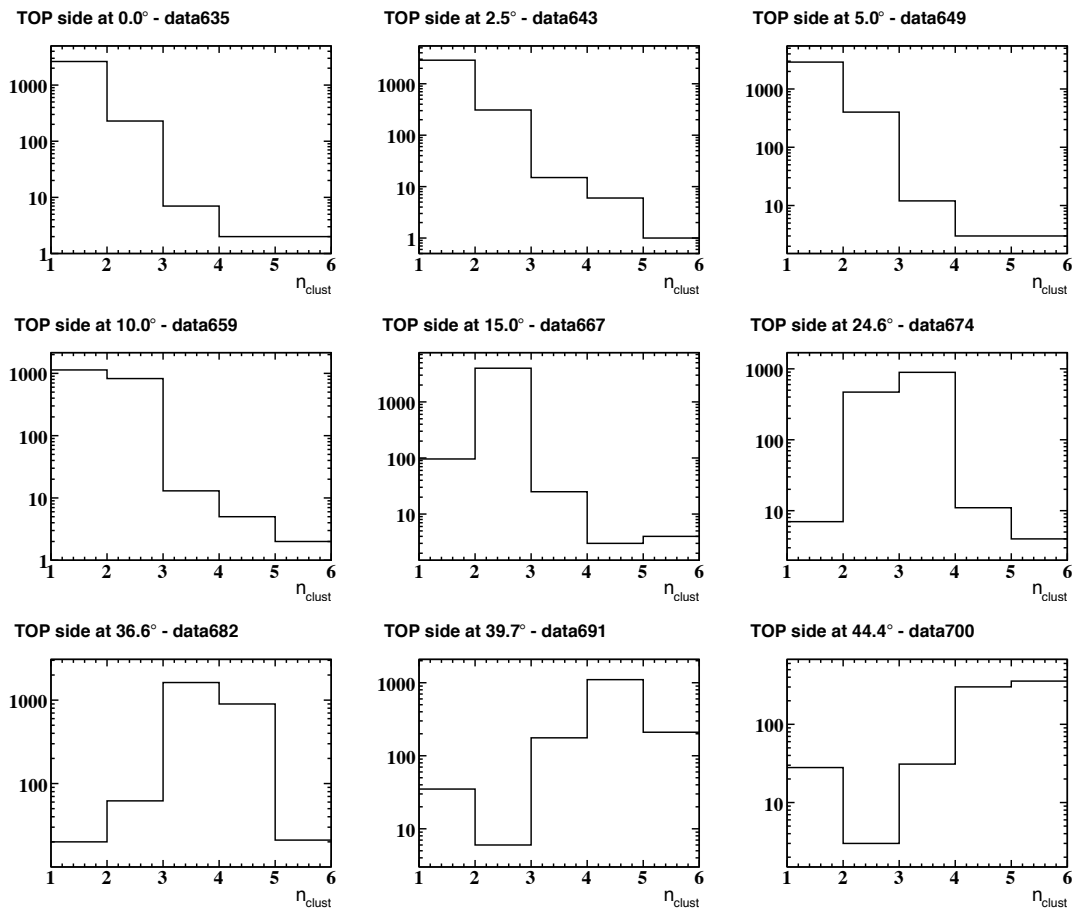 TOP side at 0.0° - data635
1000
100
10
1
1 2 3 4 5 6
n_clust
TOP side at 2.5° - data643
1000
100
10
1
1 2 3 4 5 6
n_clust
TOP side at 5.0° - data649
1000
100
10
1 2 3 4 5 6
n_clust
TOP side at 10.0° - data659
1000
100
10
1
1 2 3 4 5 6
n_clust
TOP side at 15.0° - data667
1000
100
10
1 2 3 4 5 6
n_clust
TOP side at 24.6° - data674
1000
100
10
1 2 3 4 5 6
n_clust
TOP side at 36.6° - data682
1000
100
1 2 3 4 5 6
n_clust
TOP side at 39.7° - data691
1000
100
10
1 2 3 4 5 6
n_clust
TOP side at 44.4° - data700
100
10
1 2 3 4 5 6
n_clust